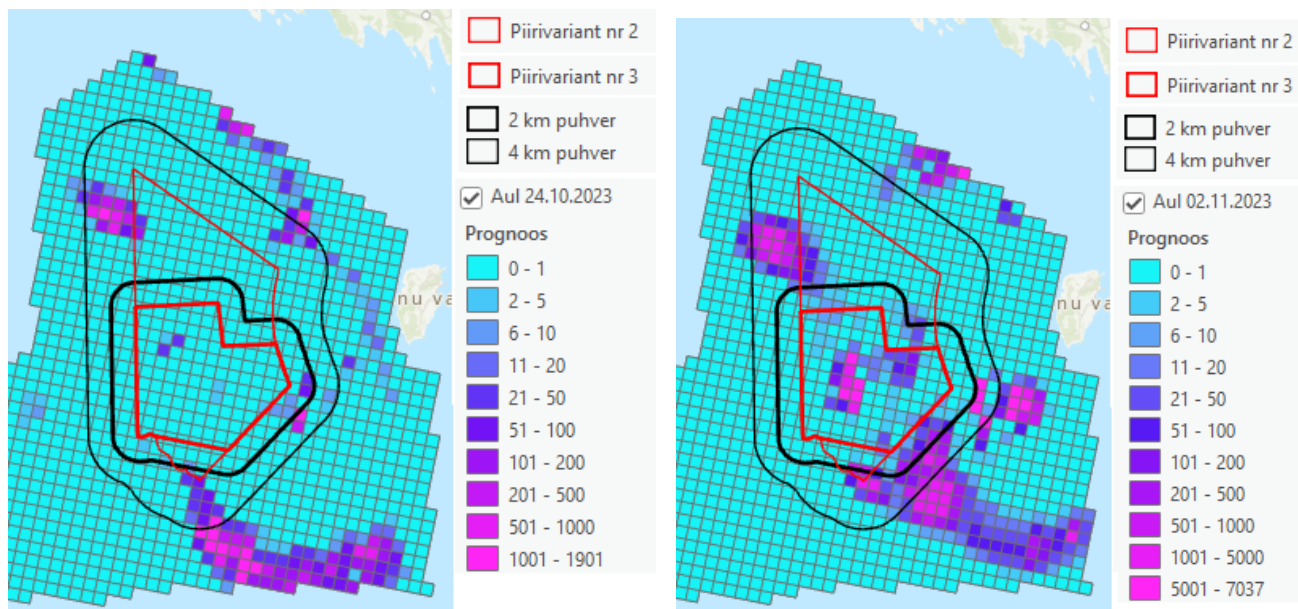 Piirivariant nr 2
Piirivariant nr 3
2 km puhver
4 km puhver
Aul 24.10.2023
Prognoos
0 - 1
2 - 5
6 - 10
11 - 20
21 - 50
51 - 100
101 - 200
201 - 500
501 - 1000
1001 - 1901
nu va
Piirivariant nr 2
Piirivariant nr 3
2 km puhver
4 km puhver
Aul 02.11.2023
Prognoos
0 - 1
2 - 5
6 - 10
11 - 20
21 - 50
51 - 100
101 - 200
201 - 500
501 - 1000
1001 - 5000
5001 - 7037
nu va